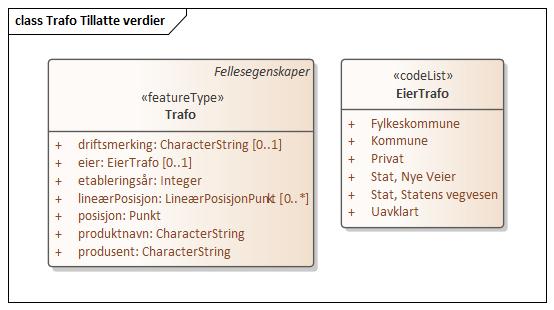 class Trafo Tillatte verdier
Fellesegenskaper
«featureType»
Trafo
+ driftsmerking: CharacterString [0..1]
+ eier: EierTrafo [0..1]
+ etableringsår: Integer
+ lineærPosisjon: LineærPosisjonPunkt [0..*]
+ posisjon: Punkt
+ produktnavn: CharacterString
+ produsent: CharacterString
«codeList»
EierTrafo
+ Fylkeskommune
+ Kommune
+ Privat
+ Stat, Nye Veier
+ Stat, Statens vegvesen
+ Uavklart